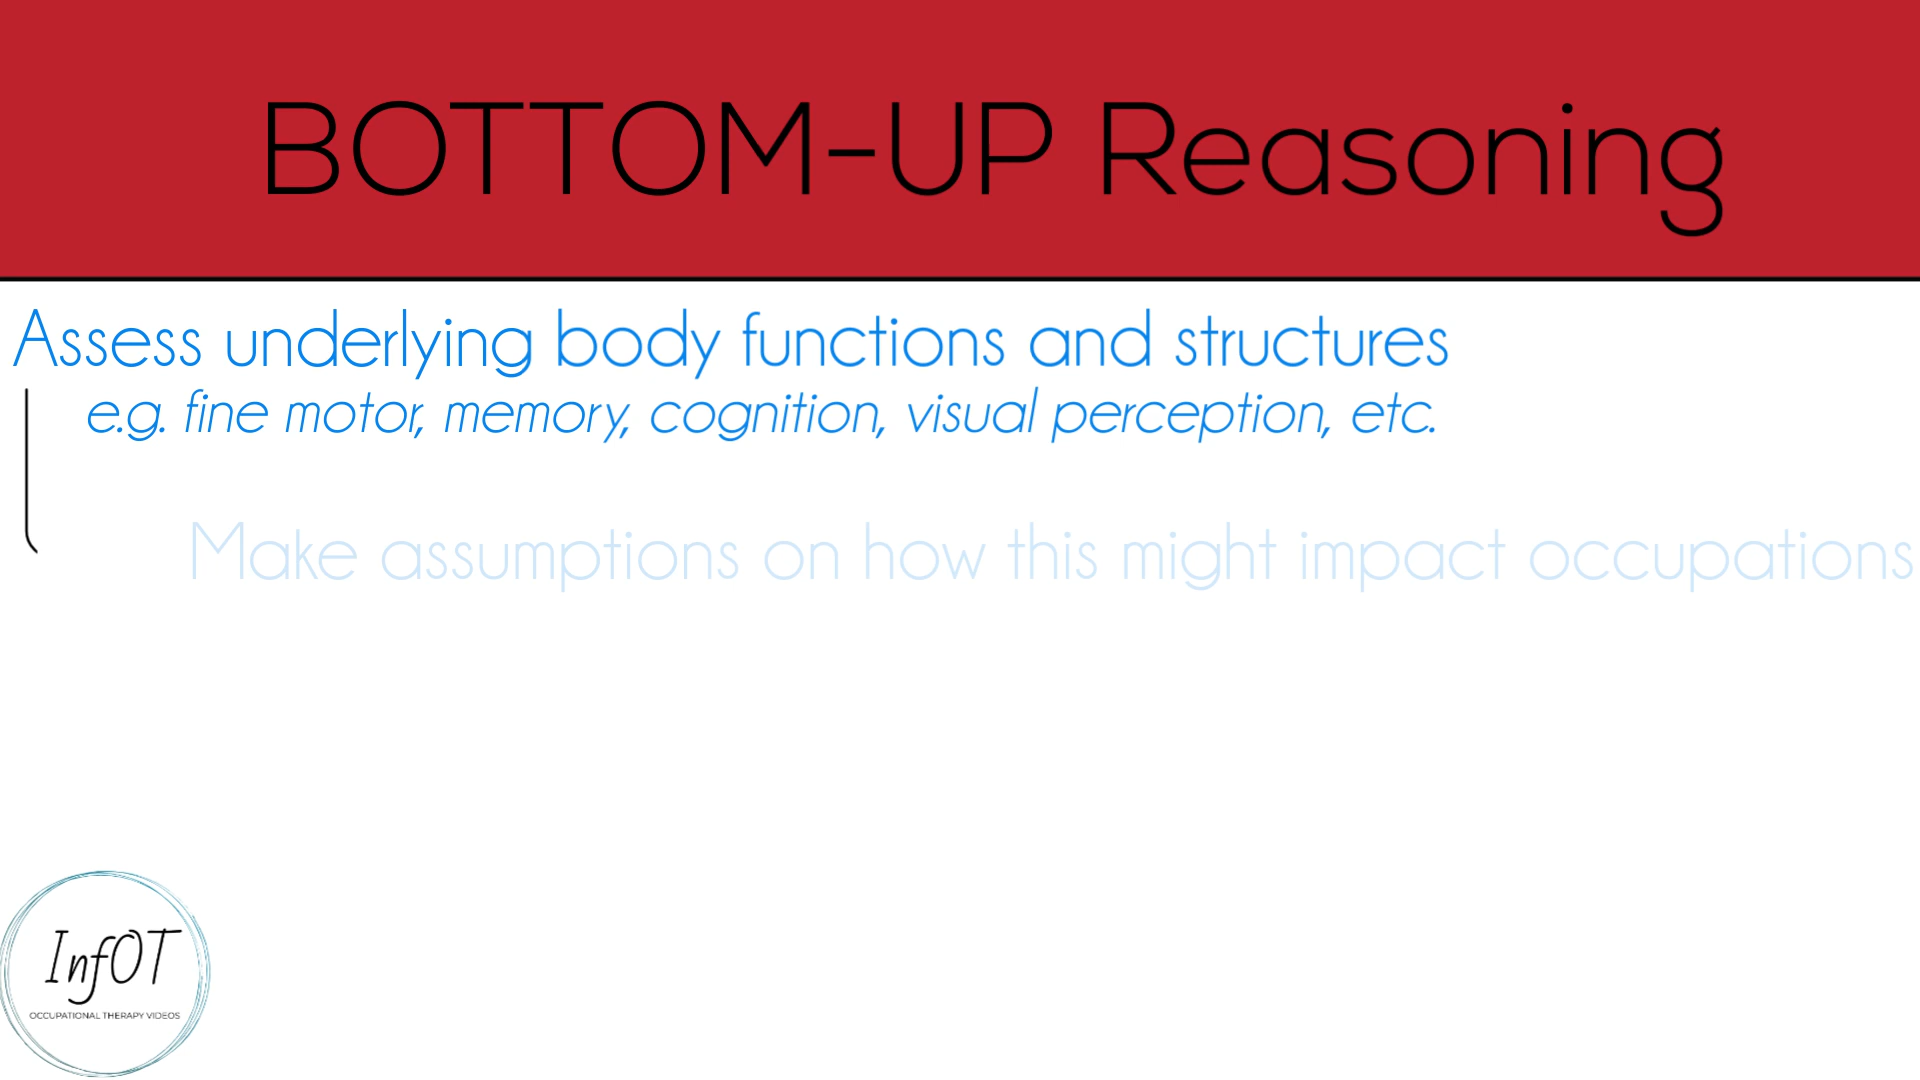 BOTTOM-UP Reasoning
Assess underlying body functions and structures
e.g. fine motor, memory, cognition, visual perception, etc.
Make assumptions on how this might impact occupations
InfOT
OCCUPATIONAL THERAPY VIDEOS